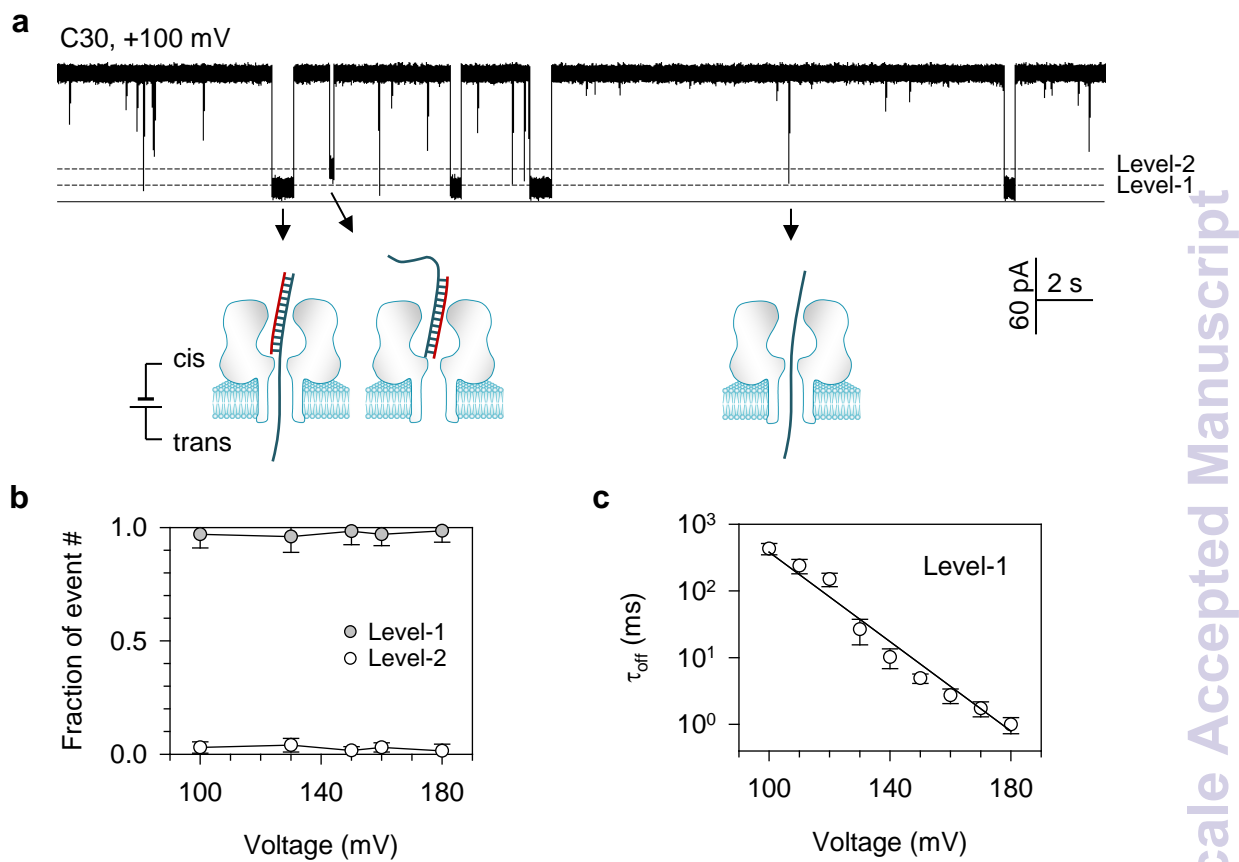 a
C30, +100 mV
Level-2
Level-1
60 pA
2 s
cis
trans
b
Fraction of event #
1.0
0.5
0.0
Level-1
Level-2
100
140
180
Voltage (mV)
c
τoff (ms)
10³
10²
10¹
10⁰
Level-1
100
140
180
Voltage (mV)
cale Accepted Manuscript